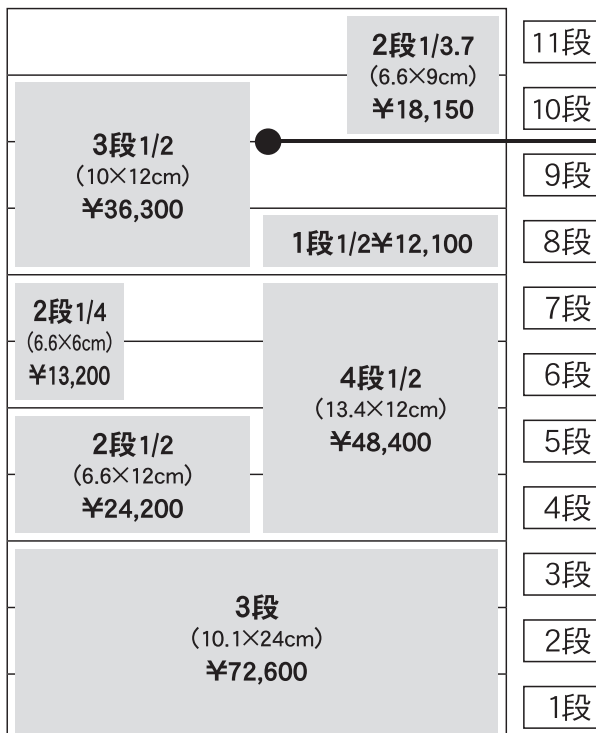 2段1/3.7
(6.6×9cm)
¥18,150
3段1/2
(10×12cm)
¥36,300
1段1/2¥12,100
2段1/4
(6.6×6cm)
¥13,200
4段1/2
(13.4×12cm)
¥48,400
2段1/2
(6.6×12cm)
¥24,200
3段
(10.1×24cm)
¥72,600
11段
10段
9段
8段
7段
6段
5段
4段
3段
2段
1段